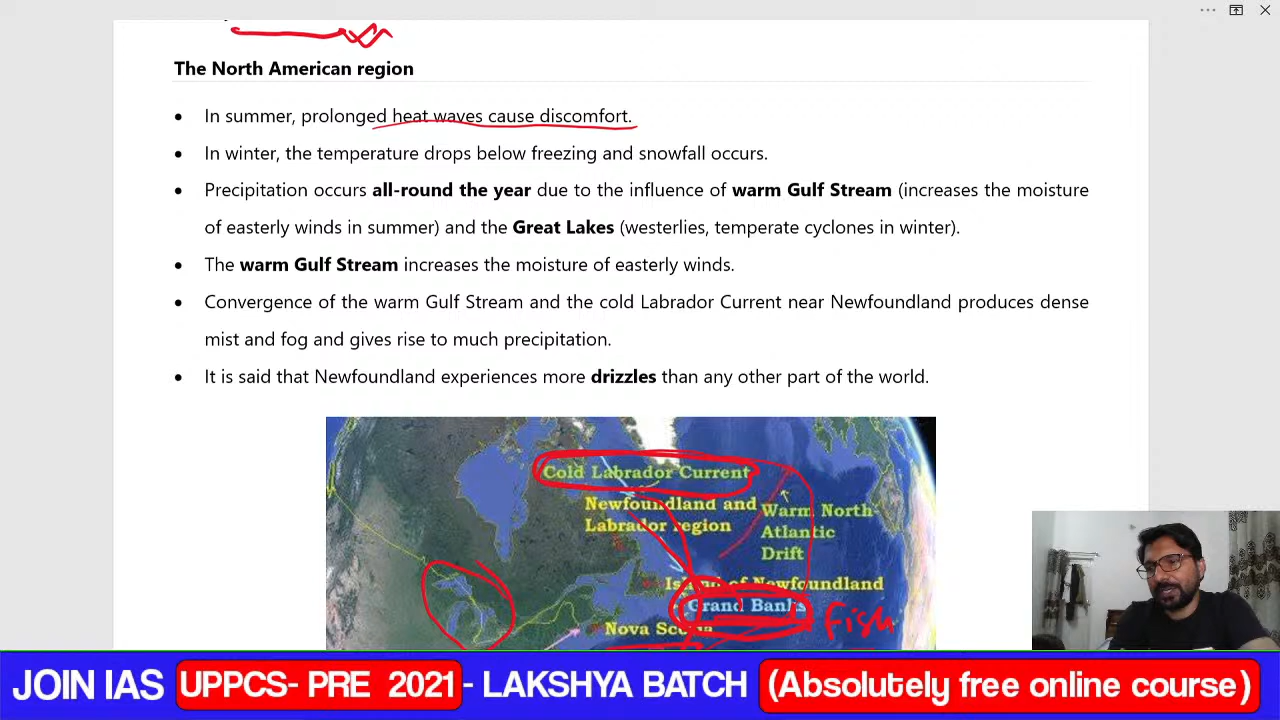 The North American region
• In summer, prolonged heat waves cause discomfort.
• In winter, the temperature drops below freezing and snowfall occurs.
• Precipitation occurs all-round the year due to the influence of warm Gulf Stream (increases the moisture
of easterly winds in summer) and the Great Lakes (westerlies, temperate cyclones in winter).
• The warm Gulf Stream increases the moisture of easterly winds.
• Convergence of the warm Gulf Stream and the cold Labrador Current near Newfoundland produces dense
mist and fog and gives rise to much precipitation.
• It is said that Newfoundland experiences more drizzles than any other part of the world.
Cold Labrador Current
Newfoundland and
Labrador region
Warm North-
Atlantic
Drift
Island of Newfoundland
Grand Banks
fish
Nova Scotia
JOIN IAS UPPCS- PRE 2021 - LAKSHYA BATCH (Absolutely free online course)